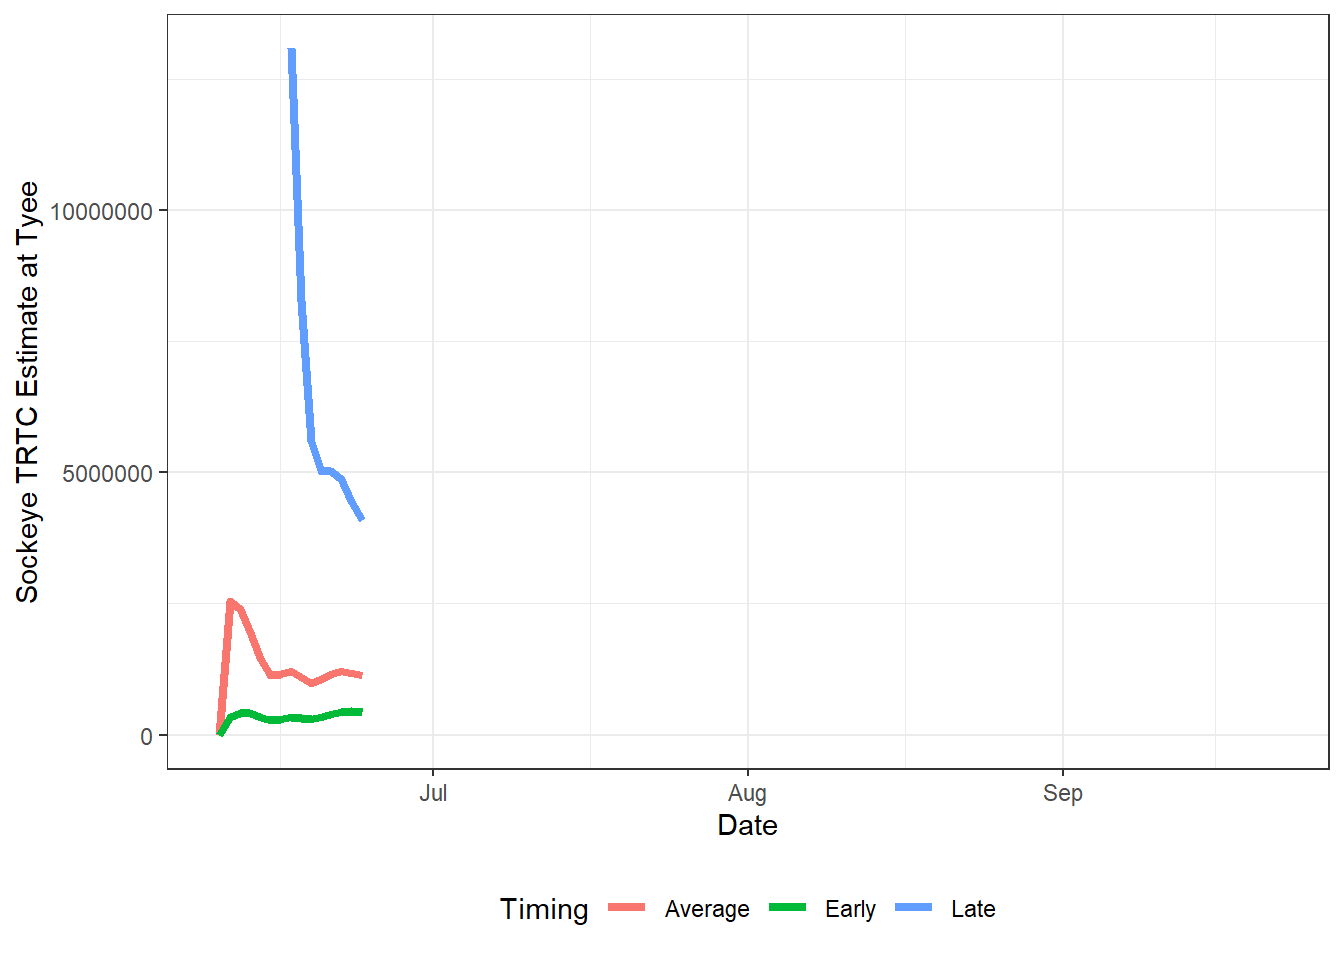 Sockeye TRTC Estimate at Tyee
10000000
5000000
0
Jul Aug Sep
Date
Timing Average Early Late